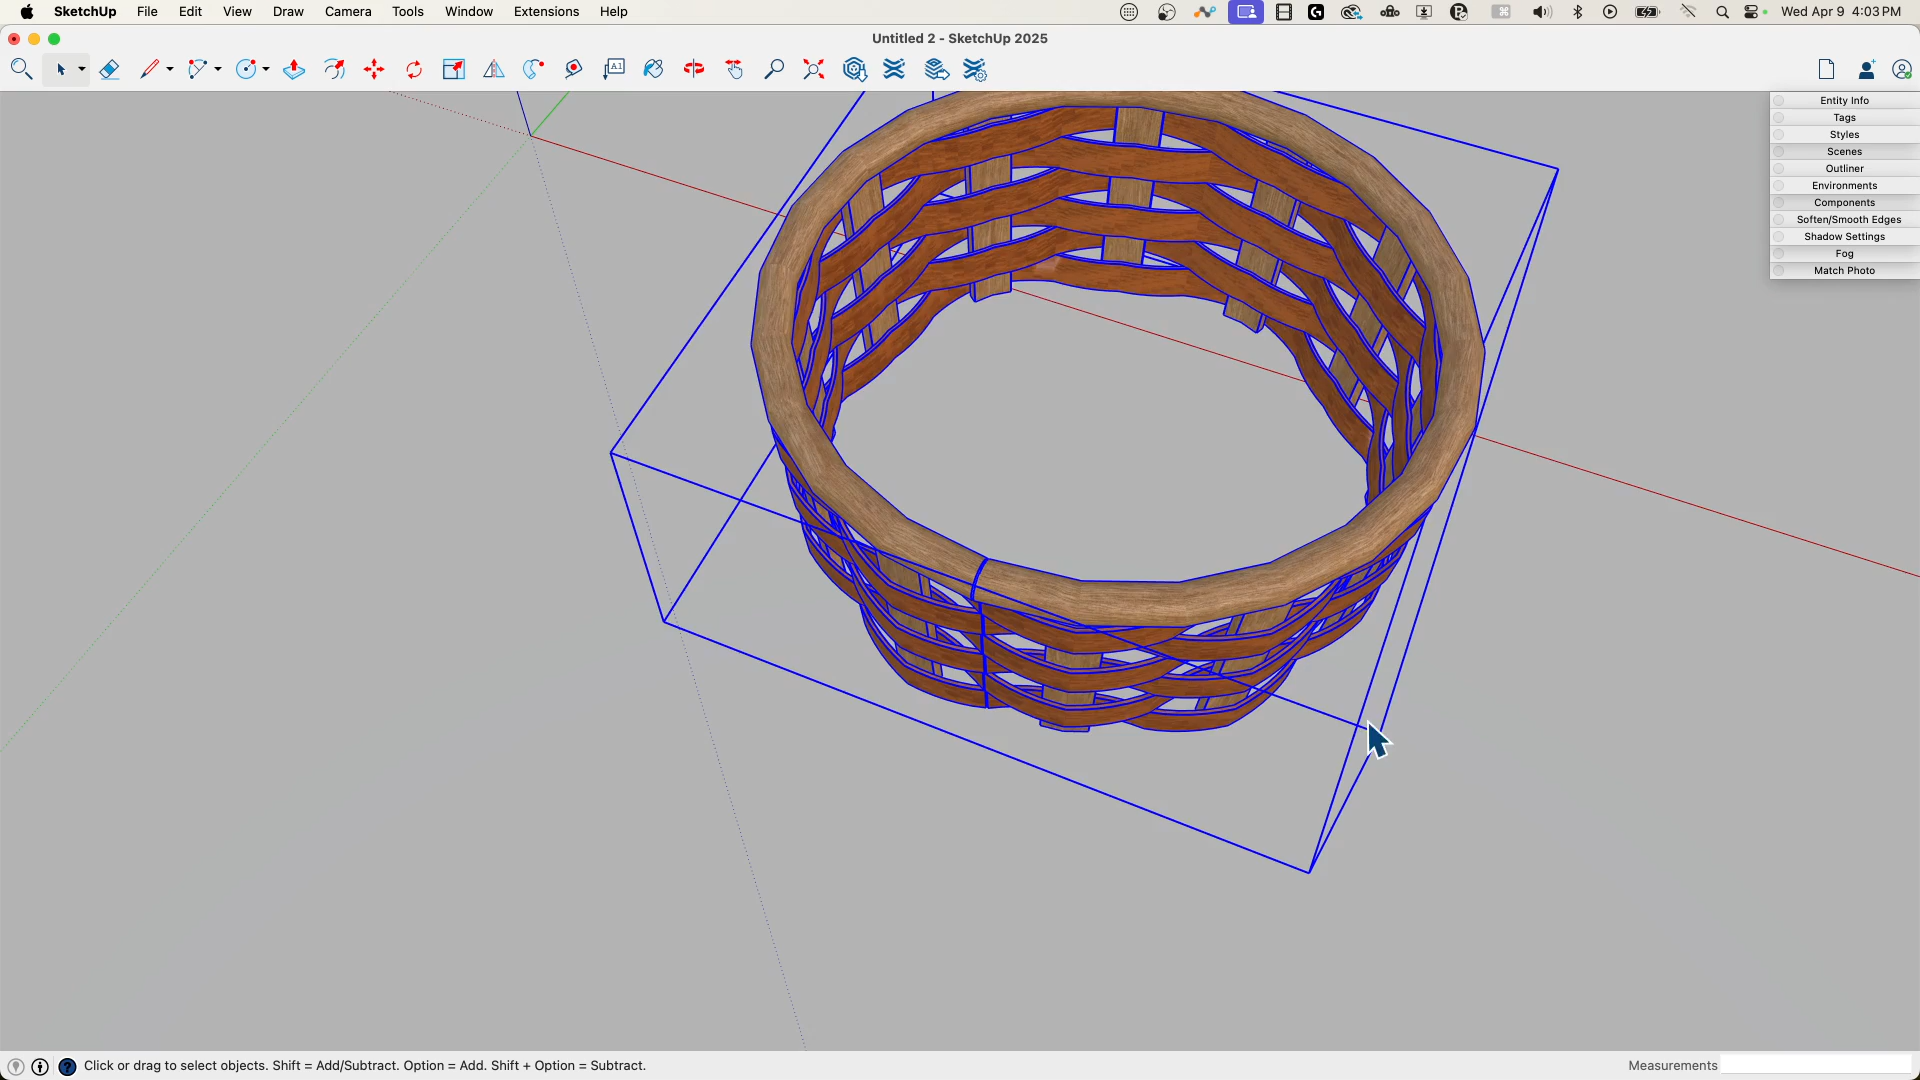 SketchUp File Edit View Draw Camera Tools Window Extensions Help
Wed Apr 9 4:03 PM
Untitled 2 - SketchUp 2025
A1
Entity Info
Tags
Styles
Scenes
Outliner
Environments
Components
Soften/Smooth Edges
Shadow Settings
Fog
Match Photo
Click or drag to select objects. Shift = Add/Subtract. Option = Add. Shift + Option = Subtract.
Measurements